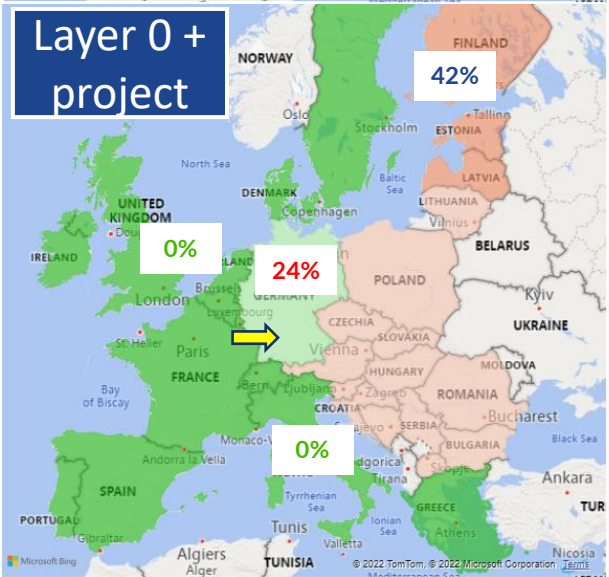 Layer 0 +
project
NORWAY
FINLAND
42%
Oslo
Stockholm
Tallinn
ESTONIA
North Sea
LATVIA
Baltic
Sea
DENMARK
LITHUANIA
Copenhagen
Vilnius
UNITED
KINGDOM
0%
BELARUS
IRELAND
24%
POLAND
London
Brussels
GERMANY
Kyiv
Luxembourg
CZECHIA
UKRAINE
St. Helier
Paris
SLOVAKIA
Vienna
FRANCE
HUNGARY
MOLDOVA
Bern
Ljubljana
Zagreb
ROMANIA
Bay
of Biscay
CROATIA
Bucharest
SERBIA
Monaco-V
BULGARIA
Black Sea
Andorra la Vella
0%
dgorica
Skopje
Tirana
Ankara
SPAIN
Tyrrhenian
Sea
GREECE
TUR
PORTUGAL
Ionian
Sea
Athens
Gibraltar
Tunis
Valletta
Nicosia
Algiers
Alger
TUNISIA
Microsoft Bing
© 2022 TomTom, © 2022 Microsoft Corporation Terms